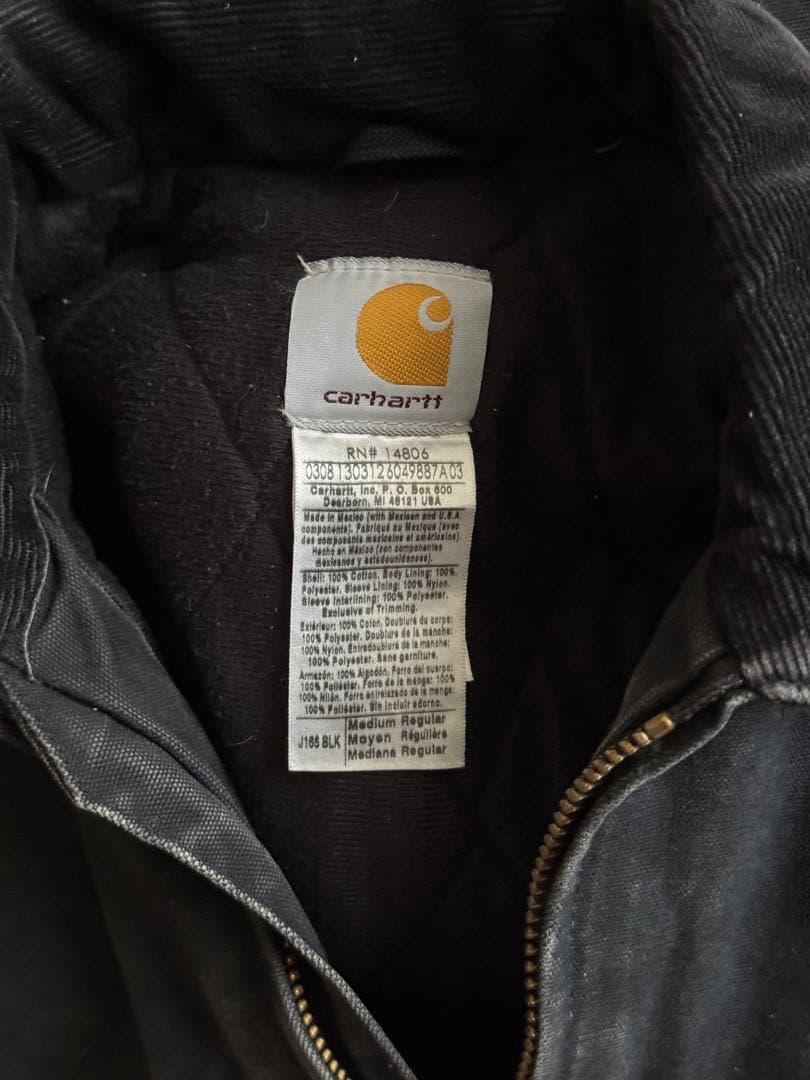 carhartt
RN# 14806
03081303126049887A03
Carhartt, Inc. P. O. Box 600
Dearborn, MI 48121 USA
Made in Mexico (with Mexican and U.S.A.
components). Fabriqué au Mexique (avec
des composants mexicains et américains).
Hecho en México (con componentes
mexicanos y estadounidenses).
Shell: 100% Cotton. Body Lining: 100%
Polyester. Sleeve Lining: 100% Nylon.
Sleeve Interlining: 100% Polyester.
Exclusive of Trimming.
Extérieur: 100% Coton. Doublure du corps:
100% Polyester. Doublure de la manche:
100% Nylon. Entredoublure de la manche:
100% Polyester. Sans garniture.
Armazón: 100% Algodón. Forro del cuerpo:
100% Poliéster. Forro de la manga: 100%
100% Nilón. Forro entrelazado de la manga:
100% Poliéster. Sin incluir adorno.
J165 BLK
Medium Regular
Moyen Régulière
Mediana Regular